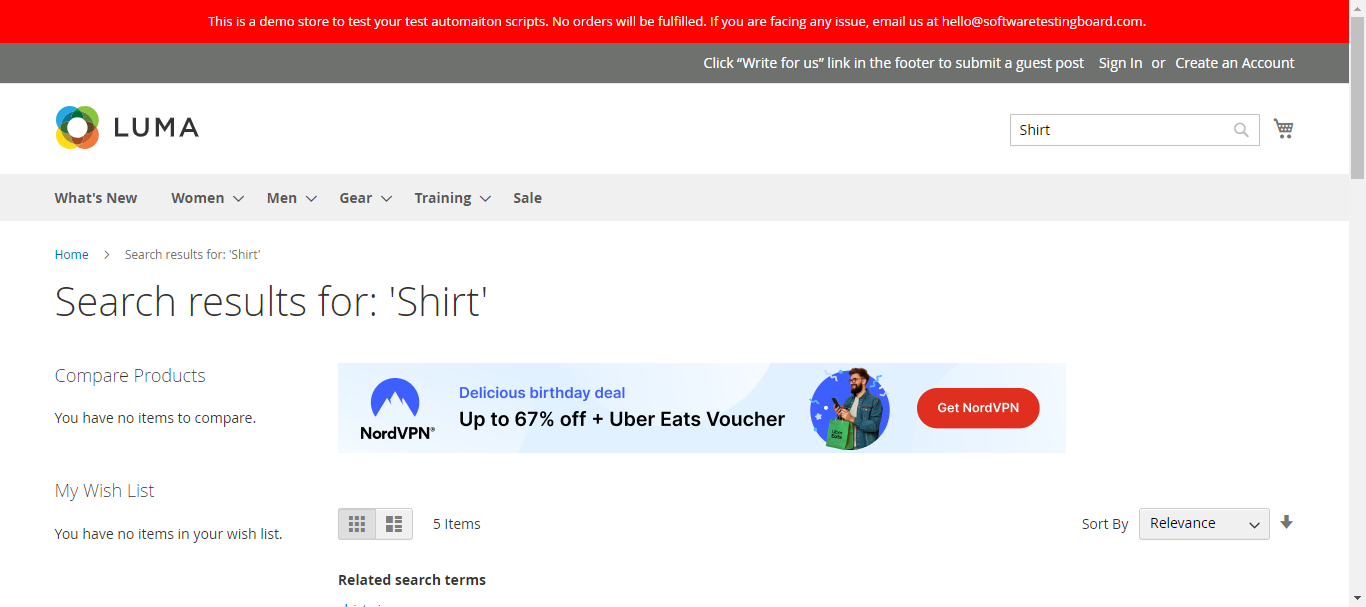 This is a demo store to test your test automaiton scripts. No orders will be fulfilled. If you are facing any issue, email us at hello@softwaretestingboard.com.
Click “Write for us” link in the footer to submit a guest post Sign In or Create an Account
LUMA
Shirt
What's New Women Men Gear Training Sale
Home Search results for: 'Shirt'
Search results for: 'Shirt'
Compare Products
You have no items to compare.
NordVPN®
Delicious birthday deal
Up to 67% off + Uber Eats Voucher
Uber
Eats
Get NordVPN
My Wish List
You have no items in your wish list.
5 Items
Sort By Relevance
Related search terms